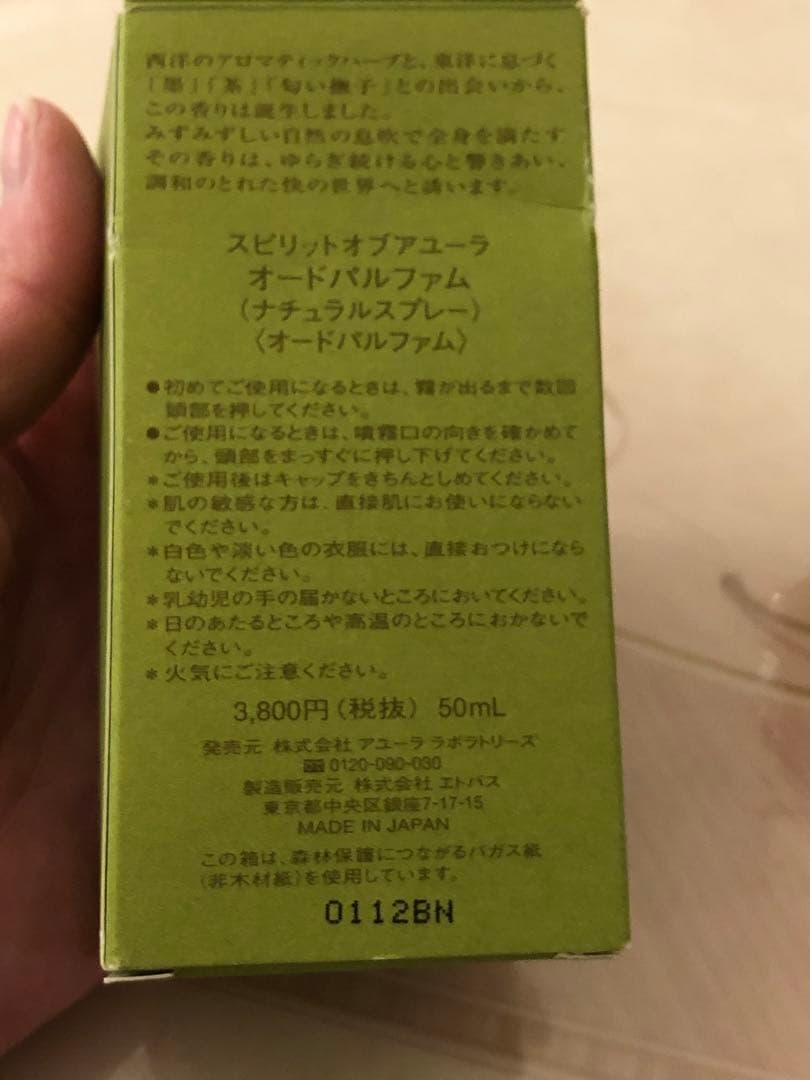 西洋のアロマティックハーブと、東洋に息づく
「墨」「茶」「匂い撫子」との出会いから、
この香りは誕生しました。
みずみずしい自然の息吹で全身を満たす
その香りは、ゆらぎ続ける心と響きあい、
調和のとれた快の世界へと誘います。
スピリットオブアユーラ
オードパルファム
(ナチュラルスプレー)
〈オードパルファム〉
●初めてご使用になるときは、霧が出るまで数回
頭部を押してください。
●ご使用になるときは、噴霧口の向きを確かめて
から、頭部をまっすぐに押し下げてください。
*ご使用後はキャップをきちんとしめてください。
*肌の敏感な方は、直接肌にお使いにならない
でください。
*白色や淡い色の衣服には、直接おつけになら
ないでください。
*乳幼児の手の届かないところにおいてください。
*日のあたるところや高温のところにおかないで
ください。
*火気にご注意ください。
3,800円(税抜) 50mL
発売元 株式会社 アユーラ ラボラトリーズ
0120-090-030
製造販売元 株式会社 エトバス
東京都中央区銀座7-17-15
MADE IN JAPAN
この箱は、森林保護につながるバガス紙
(非木材紙)を使用しています。
0112BN